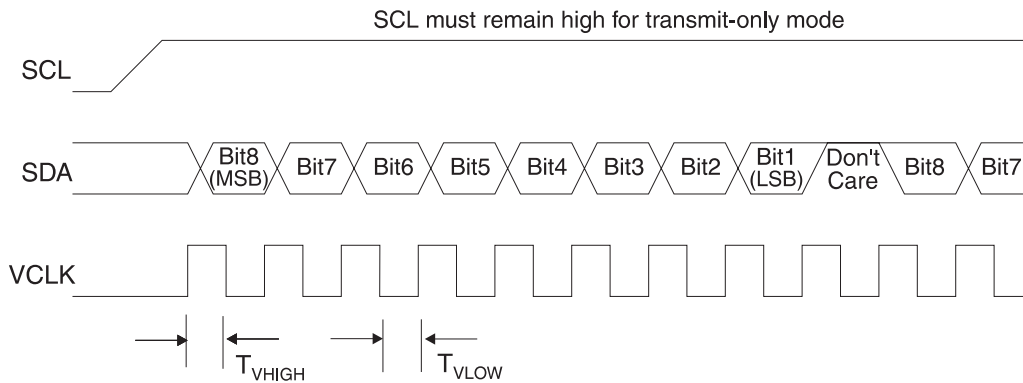 SCL must remain high for transmit-only mode
SCL
SDA
Bit8
(MSB)
Bit7
Bit6
Bit5
Bit4
Bit3
Bit2
Bit1
(LSB)
Don't
Care
Bit8
Bit7
VCLK
TVHIGH
TVLOW